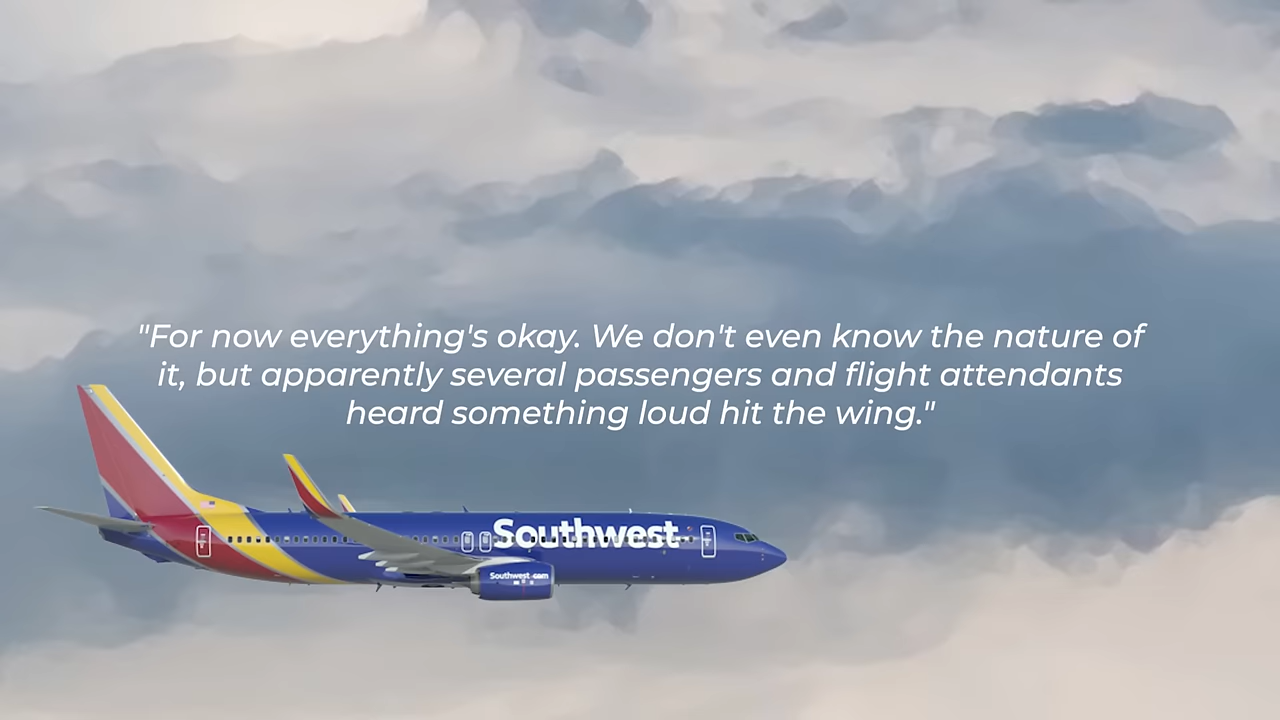 "For now everything's okay. We don't even know the nature of
it, but apparently several passengers and flight attendants
heard something loud hit the wing."
Southwest
Southwest.com